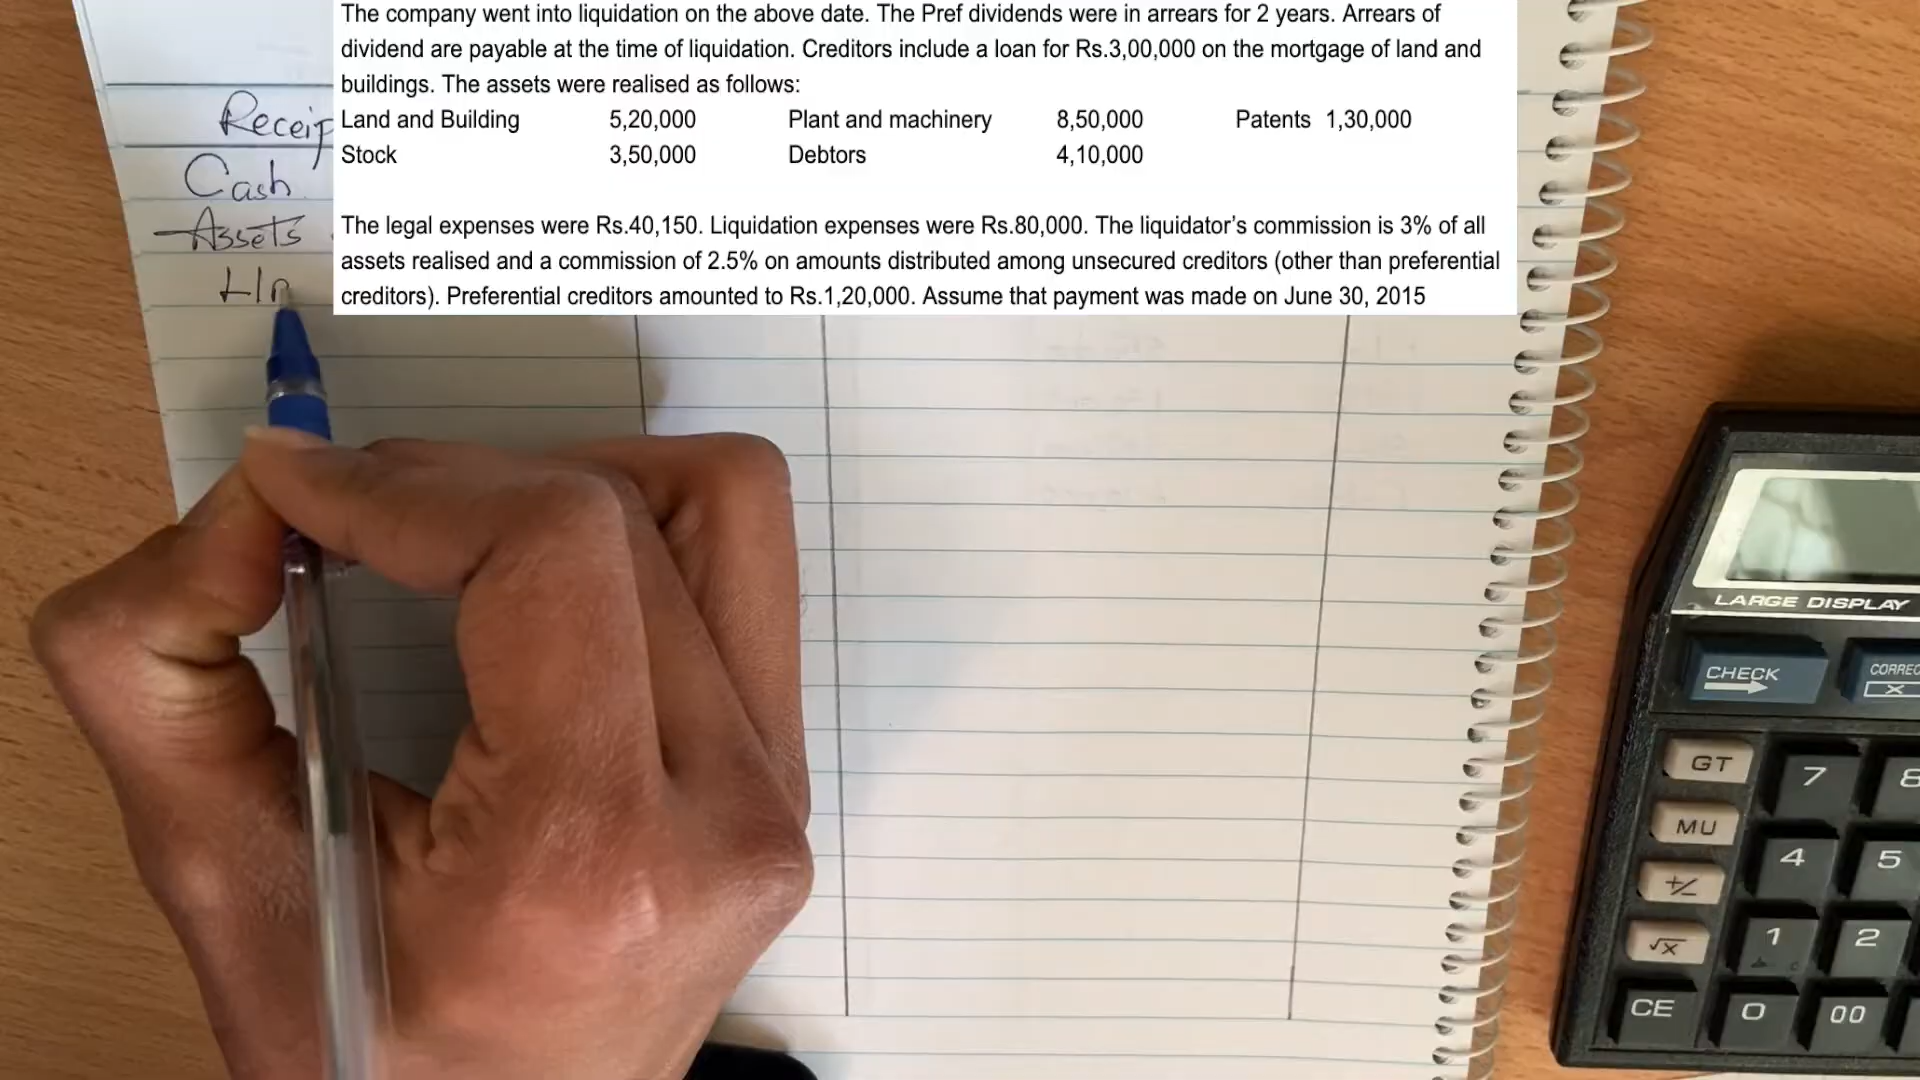 The company went into liquidation on the above date. The Pref dividends were in arrears for 2 years. Arrears of
dividend are payable at the time of liquidation. Creditors include a loan for Rs.3,00,000 on the mortgage of land and
buildings. The assets were realised as follows:
Land and Building 5,20,000 Plant and machinery 8,50,000 Patents 1,30,000
Stock 3,50,000 Debtors 4,10,000
The legal expenses were Rs.40,150. Liquidation expenses were Rs.80,000. The liquidator's commission is 3% of all
assets realised and a commission of 2.5% on amounts distributed among unsecured creditors (other than preferential
creditors). Preferential creditors amounted to Rs.1,20,000. Assume that payment was made on June 30, 2015
Receip
Cash
Assets
LARGE DISPLAY
CHECK
CORREC
GT 7 8
MU 4 5
+/- 1 2
√x
CE 0 00